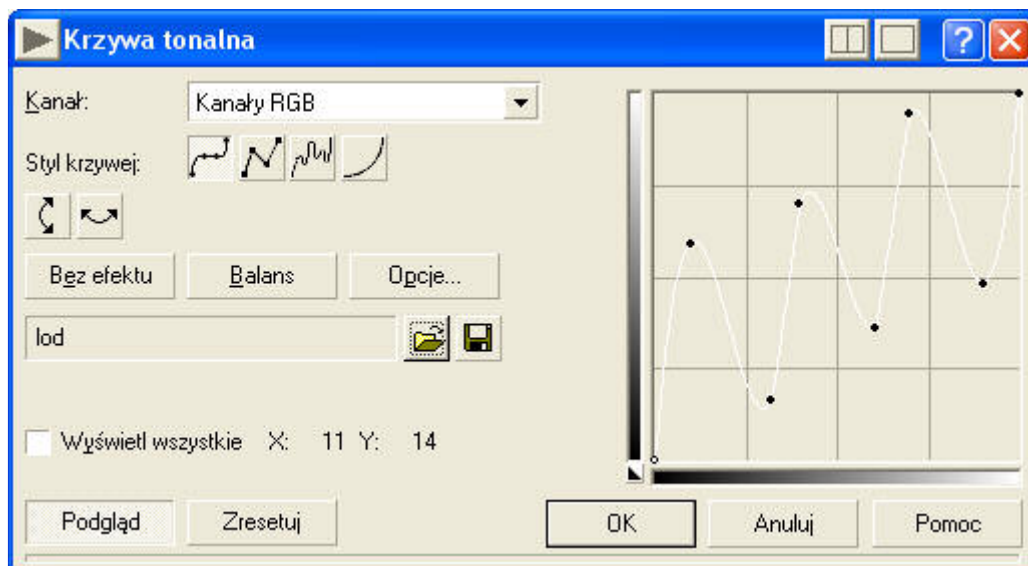 Krzywa tonalna
Kanał: Kanały RGB
Styl krzywej:
Bez efektu Balans Opcje...
lod
Wyświetl wszystkie X: 11 Y: 14
Podgląd Zresetuj OK Anuluj Pomoc